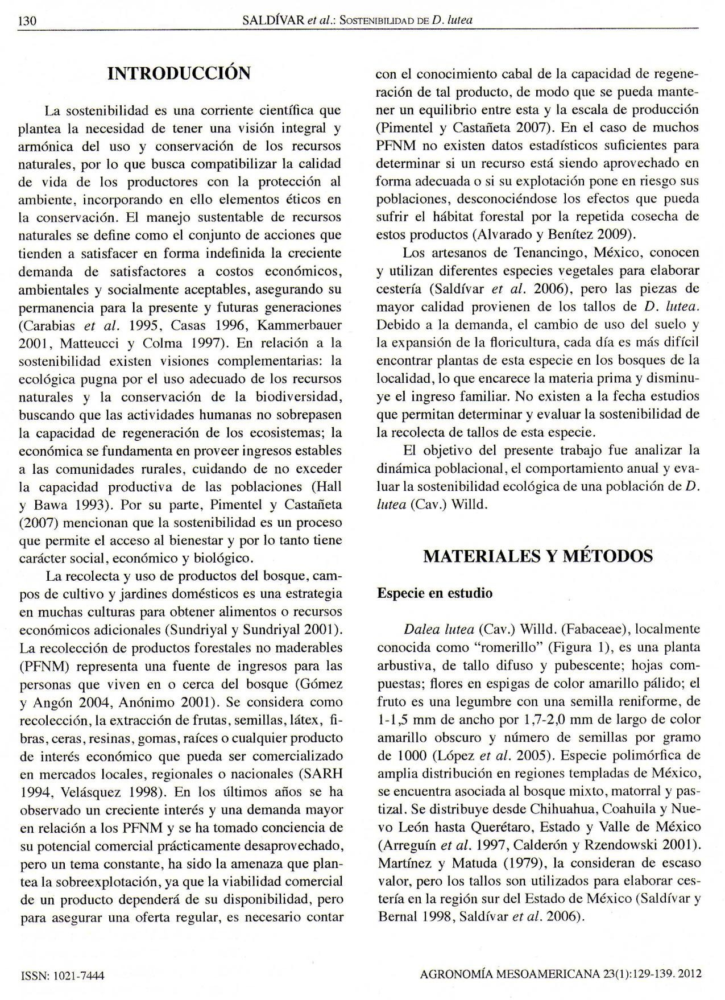 130
SALDÍVAR et al.: SOSTENIBILIDAD DE D. lutea
INTRODUCCIÓN
La sostenibilidad es una corriente científica que
plantea la necesidad de tener una visión integral y
armónica del uso y conservación de los recursos
naturales, por lo que busca compatibilizar la calidad
de vida de los productores con la protección al
ambiente, incorporando en ello elementos éticos en
la conservación. El manejo sustentable de recursos
naturales se define como el conjunto de acciones que
tienden a satisfacer en forma indefinida la creciente
demanda de satisfactores a costos económicos,
ambientales y socialmente aceptables, asegurando su
permanencia para la presente y futuras generaciones
(Carabias et al. 1995, Casas 1996, Kammerbauer
2001, Matteucci y Colma 1997). En relación a la
sostenibilidad existen visiones complementarias: la
ecológica pugna por el uso adecuado de los recursos
naturales y la conservación de la biodiversidad,
buscando que las actividades humanas no sobrepasen
la capacidad de regeneración de los ecosistemas; la
económica se fundamenta en proveer ingresos estables
a las comunidades rurales, cuidando de no exceder
la capacidad productiva de las poblaciones (Hall
y Bawa 1993). Por su parte, Pimentel y Castañeta
(2007) mencionan que la sostenibilidad es un proceso
que permite el acceso al bienestar y por lo tanto tiene
carácter social, económico y biológico.
La recolecta y uso de productos del bosque, cam-
pos de cultivo y jardines domésticos es una estrategia
en muchas culturas para obtener alimentos o recursos
económicos adicionales (Sundriyal y Sundriyal 2001).
La recolección de productos forestales no maderables
(PFNM) representa una fuente de ingresos para las
personas que viven en o cerca del bosque (Gómez
y Angón 2004, Anónimo 2001). Se considera como
recolección, la extracción de frutas, semillas, látex, fi-
bras, ceras, resinas, gomas, raíces o cualquier producto
de interés económico que pueda ser comercializado
en mercados locales, regionales o nacionales (SARH
1994, Velásquez 1998). En los últimos años se ha
observado un creciente interés y una demanda mayor
en relación a los PFNM y se ha tomado conciencia de
su potencial comercial prácticamente desaprovechado,
pero un tema constante, ha sido la amenaza que plan-
tea la sobreexplotación, ya que la viabilidad comercial
de un producto dependerá de su disponibilidad, pero
para asegurar una oferta regular, es necesario contar
con el conocimiento cabal de la capacidad de regene-
ración de tal producto, de modo que se pueda mante-
ner un equilibrio entre esta y la escala de producción
(Pimentel y Castañeta 2007). En el caso de muchos
PFNM no existen datos estadísticos suficientes para
determinar si un recurso está siendo aprovechado en
forma adecuada o si su explotación pone en riesgo sus
poblaciones, desconociéndose los efectos que pueda
sufrir el hábitat forestal por la repetida cosecha de
estos productos (Alvarado y Benítez 2009).
Los artesanos de Tenancingo, México, conocen
y utilizan diferentes especies vegetales para elaborar
cestería (Saldívar et al. 2006), pero las piezas de
mayor calidad provienen de los tallos de D. lutea.
Debido a la demanda, el cambio de uso del suelo y
la expansión de la floricultura, cada día es más difícil
encontrar plantas de esta especie en los bosques de la
localidad, lo que encarece la materia prima y disminu-
ye el ingreso familiar. No existen a la fecha estudios
que permitan determinar y evaluar la sostenibilidad de
la recolecta de tallos de esta especie.
El objetivo del presente trabajo fue analizar la
dinámica poblacional, el comportamiento anual y eva-
luar la sostenibilidad ecológica de una población de D.
lutea (Cav.) Willd.
MATERIALES Y MÉTODOS
Especie en estudio
Dalea lutea (Cav.) Willd. (Fabaceae), localmente
conocida como “romerillo” (Figura 1), es una planta
arbustiva, de tallo difuso y pubescente; hojas com-
puestas; flores en espigas de color amarillo pálido; el
fruto es una legumbre con una semilla reniforme, de
1-1,5 mm de ancho por 1,7-2,0 mm de largo de color
amarillo obscuro y número de semillas por gramo
de 1000 (López et al. 2005). Especie polimórfica de
amplia distribución en regiones templadas de México,
se encuentra asociada al bosque mixto, matorral y pas-
tizal. Se distribuye desde Chihuahua, Coahuila y Nue-
vo León hasta Querétaro, Estado y Valle de México
(Arreguín et al. 1997, Calderón y Rzendowski 2001).
Martínez y Matuda (1979), la consideran de escaso
valor, pero los tallos son utilizados para elaborar ces-
tería en la región sur del Estado de México (Saldívar y
Bernal 1998, Saldívar et al. 2006).
ISSN: 1021-7444
AGRONOMÍA MESOAMERICANA 23(1):129-139. 2012